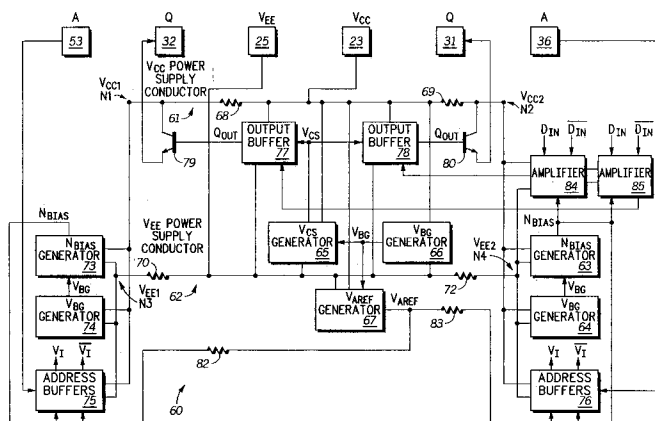 A Q VEE VCC Q A
53 32 25 23 31 36
VCC POWER SUPPLY CONDUCTOR
VCC1 N1
61
68
69
VCC2 N2
QOUT
OUTPUT BUFFER 77
VCS
OUTPUT BUFFER 78
QOUT
79
80
DIN DIN DIN DIN
AMPLIFIER 84
AMPLIFIER 85
NBIAS
NBIAS
VEE POWER SUPPLY CONDUCTOR
NBIAS GENERATOR 73
VCS GENERATOR 65
VBG
VBG GENERATOR 66
VEE2 N4
NBIAS GENERATOR 63
70
62
72
VBG
VEE1 N3
VBG
VBG GENERATOR 74
VAREF GENERATOR 67
VAREF
83
VBG GENERATOR 64
82
VI VI
VI VI
ADDRESS BUFFERS 75
60
ADDRESS BUFFERS 76